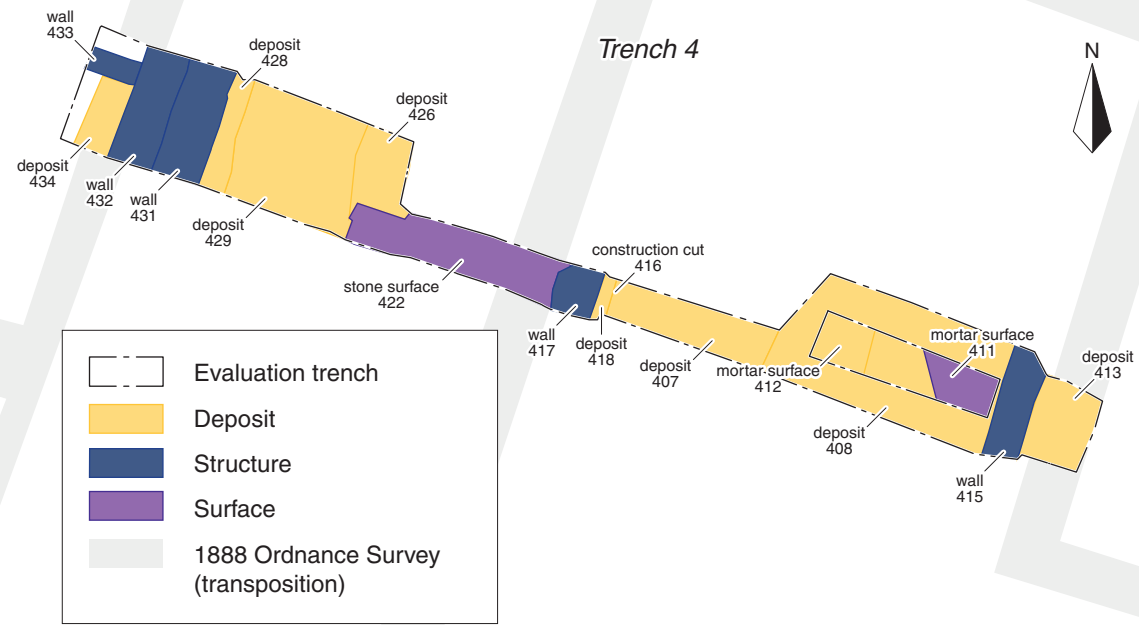 Trench 4
N
wall
433
deposit
428
deposit
426
deposit
434
wall
432
wall
431
deposit
429
stone surface
422
construction cut
416
wall
417
deposit
418
deposit
407
mortar surface
412
mortar surface
411
deposit
413
deposit
408
wall
415
Evaluation trench
Deposit
Structure
Surface
1888 Ordnance Survey
(transposition)